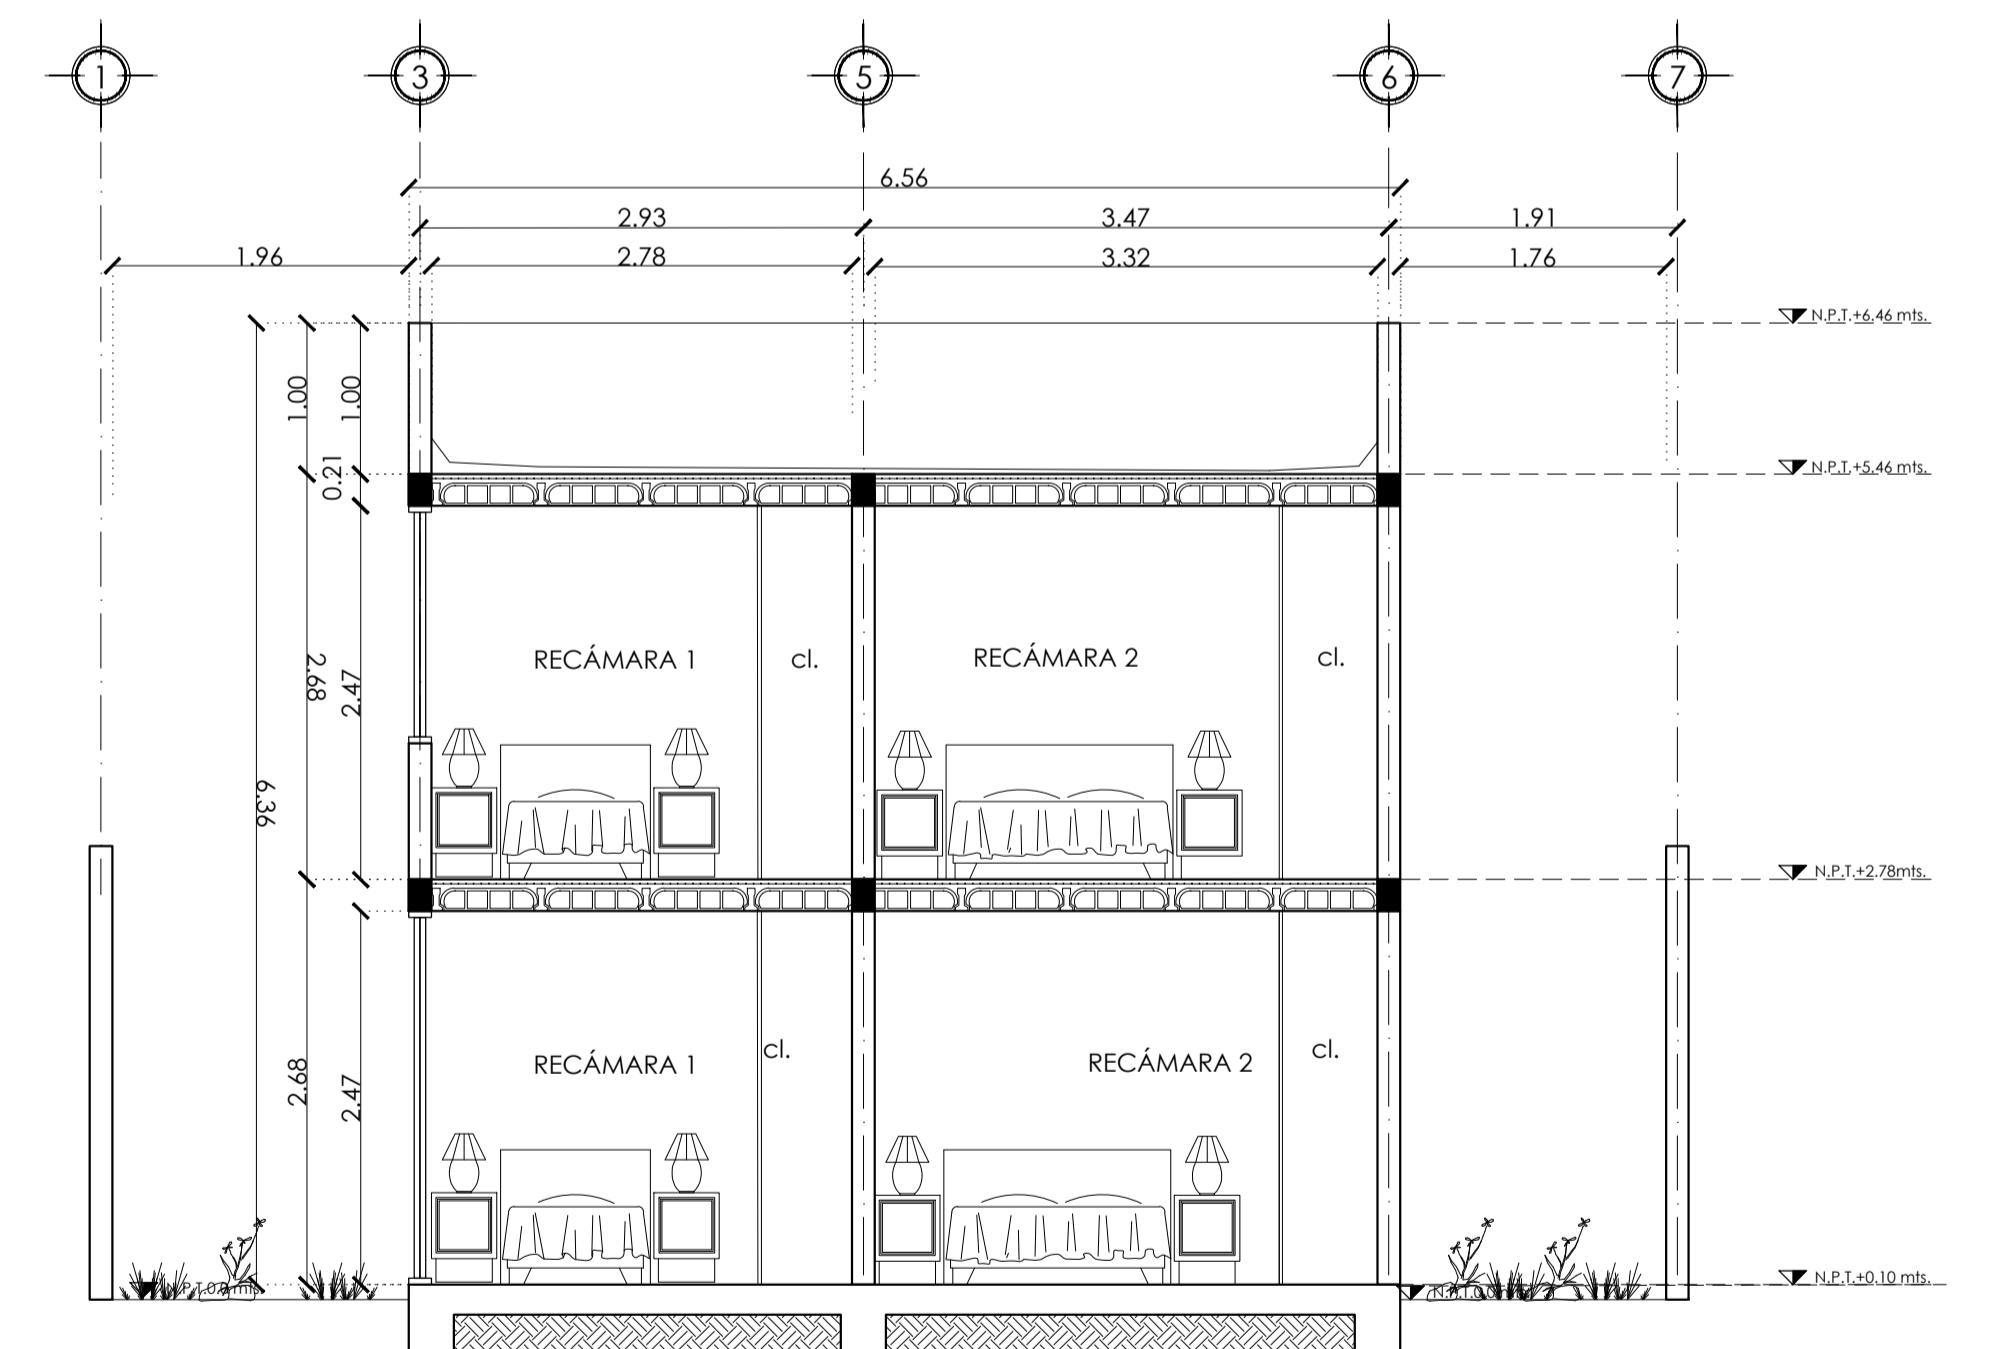 1 3 5 6 7
6.56
2.93 3.47 1.91
1.96 2.78 3.32 1.76
N.P.T.+6.46 mts.
1.00 1.00
0.21
N.P.T.+5.46 mts.
RECÁMARA 1 cl. RECÁMARA 2 cl.
2.68 2.47
6.36
N.P.T.+2.78mts.
RECÁMARA 1 cl. RECÁMARA 2 cl.
2.68 2.47
N.P.T.+0.10 mts.